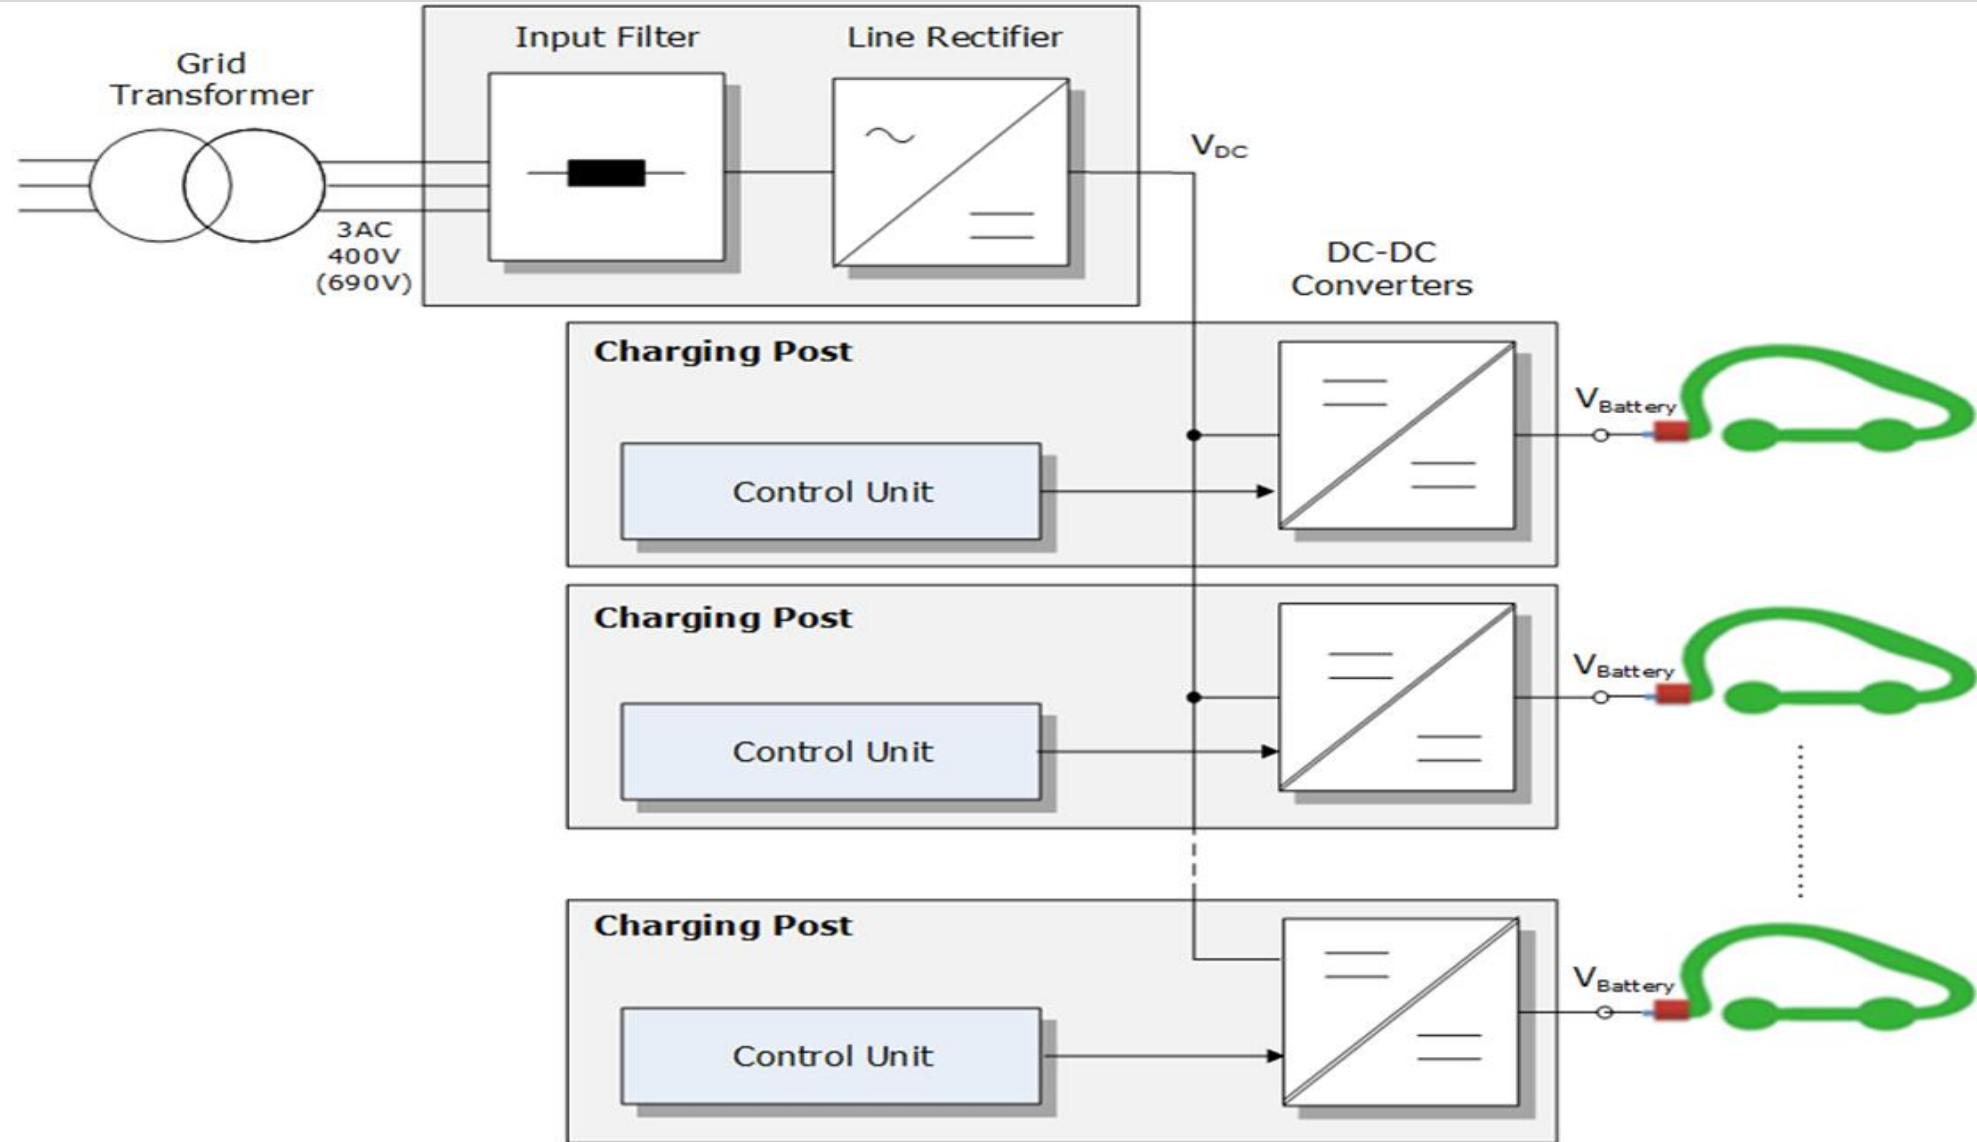 Input Filter
Line Rectifier
Grid
Transformer
VDC
3AC
400V
(690V)
DC-DC
Converters
Charging Post
VBattery
Control Unit
Charging Post
VBattery
Control Unit
Charging Post
VBattery
Control Unit